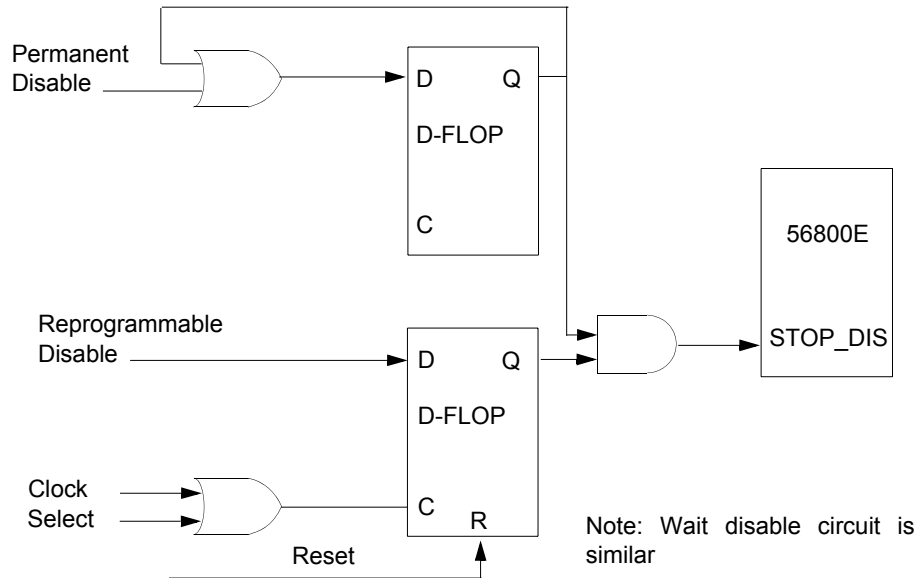 Permanent
Disable
D
Q
D-FLOP
C
56800E
STOP_DIS
Reprogrammable
Disable
D
Q
D-FLOP
C
R
Clock
Select
Reset
Note: Wait disable circuit is
similar